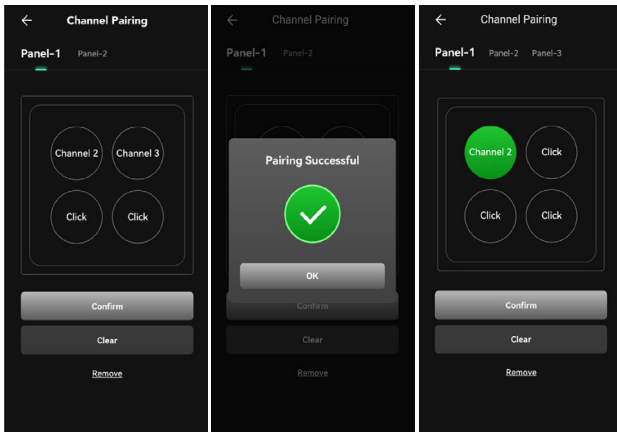 Channel Pairing
Panel-1 Panel-2
Channel 2 Channel 3
Click Click
Confirm
Clear
Remove
Channel Pairing
Panel-1 Panel-2
Pairing Successful
OK
Confirm
Clear
Remove
Channel Pairing
Panel-1 Panel-2 Panel-3
Channel 2 Click
Click Click
Confirm
Clear
Remove